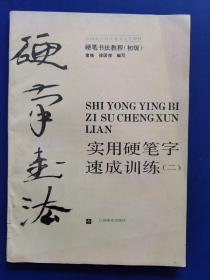 硬笔书法
硬笔书法教程(初级)
SHI YONG YING BI
ZI SU CHENG XUN
LIAN
实用硬笔字
速成训练(二)